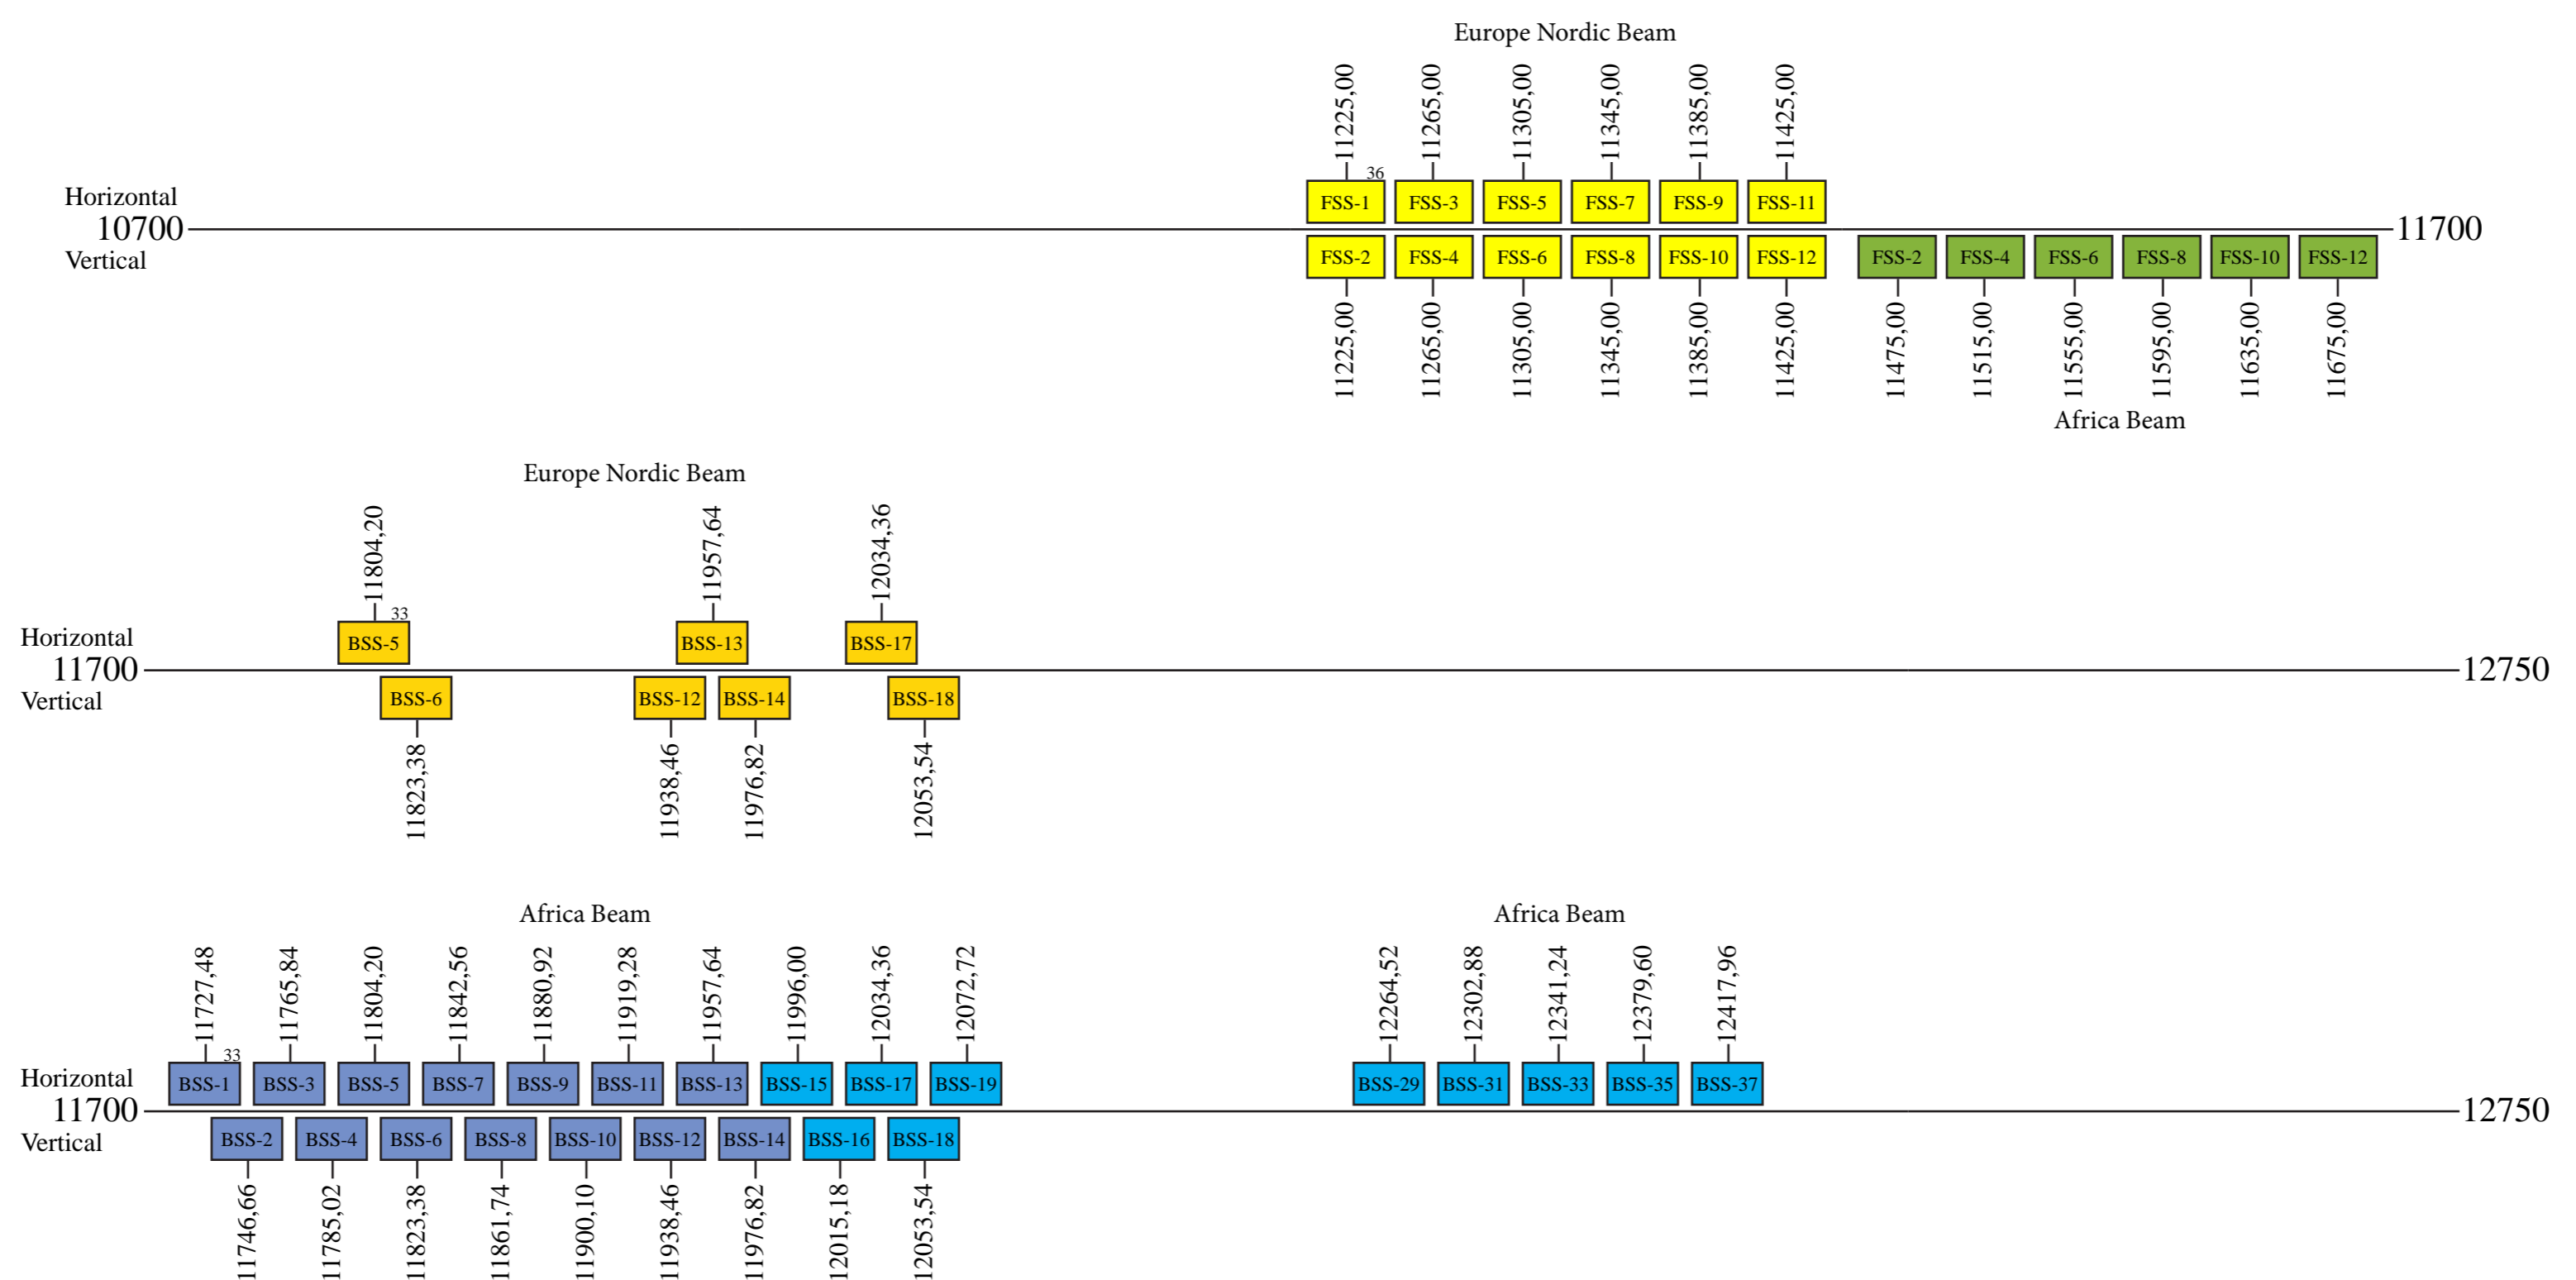 Europe Nordic Beam
11225,00 11265,00 11305,00 11345,00 11385,00 11425,00
36
Horizontal
FSS-1 FSS-3 FSS-5 FSS-7 FSS-9 FSS-11
10700 11700
Vertical
FSS-2 FSS-4 FSS-6 FSS-8 FSS-10 FSS-12 FSS-2 FSS-4 FSS-6 FSS-8 FSS-10 FSS-12
11225,00 11265,00 11305,00 11345,00 11385,00 11425,00 11475,00 11515,00 11555,00 11595,00 11635,00 11675,00
Africa Beam
Europe Nordic Beam
11804,20 11957,64 12034,36
33
Horizontal
BSS-5 BSS-13 BSS-17
11700 12750
Vertical
BSS-6 BSS-12 BSS-14 BSS-18
11823,38 11938,46 11976,82 12053,54
Africa Beam Africa Beam
11727,48 11765,84 11804,20 11842,56 11880,92 11919,28 11957,64 11996,00 12034,36 12072,72 12264,52 12302,88 12341,24 12379,60 12417,96
33
Horizontal
BSS-1 BSS-3 BSS-5 BSS-7 BSS-9 BSS-11 BSS-13 BSS-15 BSS-17 BSS-19 BSS-29 BSS-31 BSS-33 BSS-35 BSS-37
11700 12750
Vertical
BSS-2 BSS-4 BSS-6 BSS-8 BSS-10 BSS-12 BSS-14 BSS-16 BSS-18
11746,66 11785,02 11823,38 11861,74 11900,10 11938,46 11976,82 12015,18 12053,54